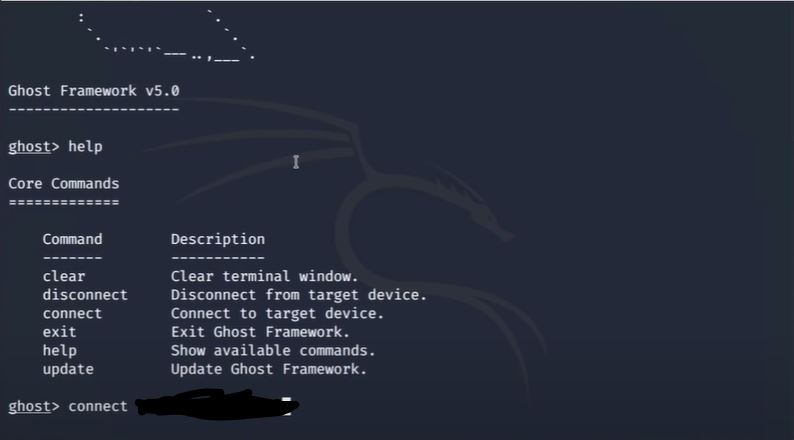 Ghost Framework v5.0
--------------------
ghost> help
Core Commands
=============
Command Description
------- -----------
clear Clear terminal window.
disconnect Disconnect from target device.
connect Connect to target device.
exit Exit Ghost Framework.
help Show available commands.
update Update Ghost Framework.
ghost> connect